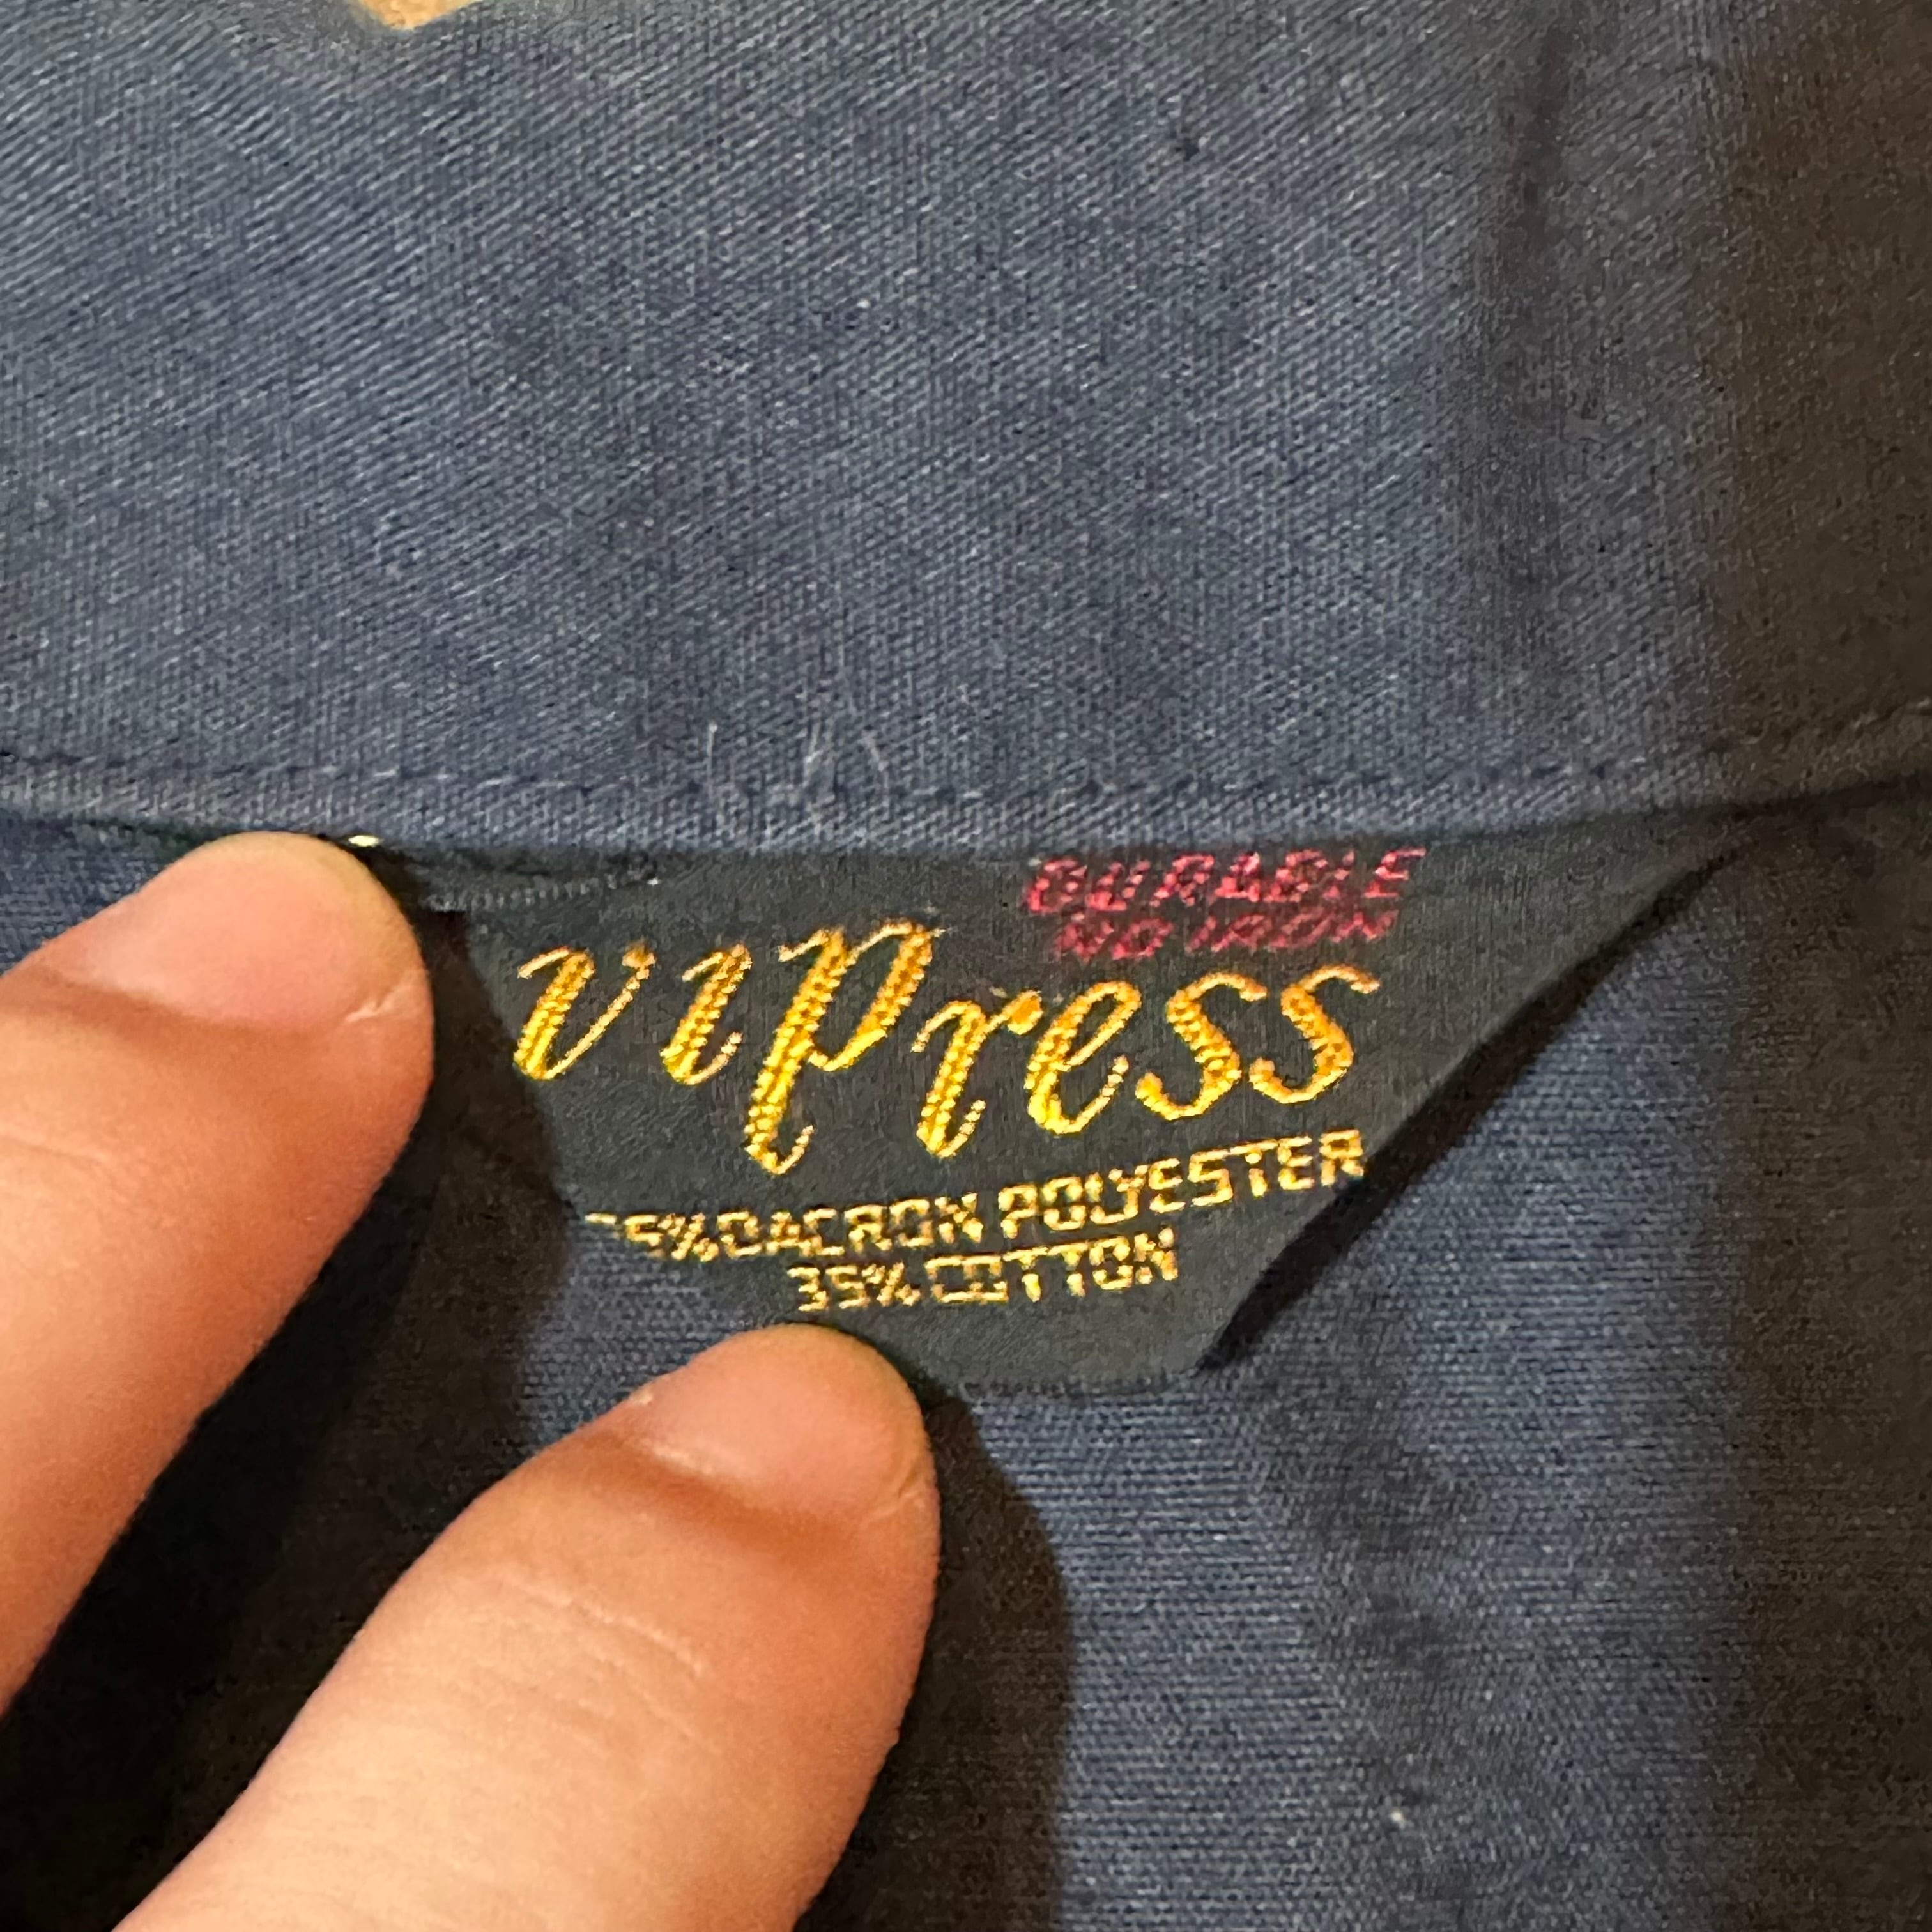 DURABLE
NO IRON
vipress
5% DACRON POLYESTER
35% COTTON